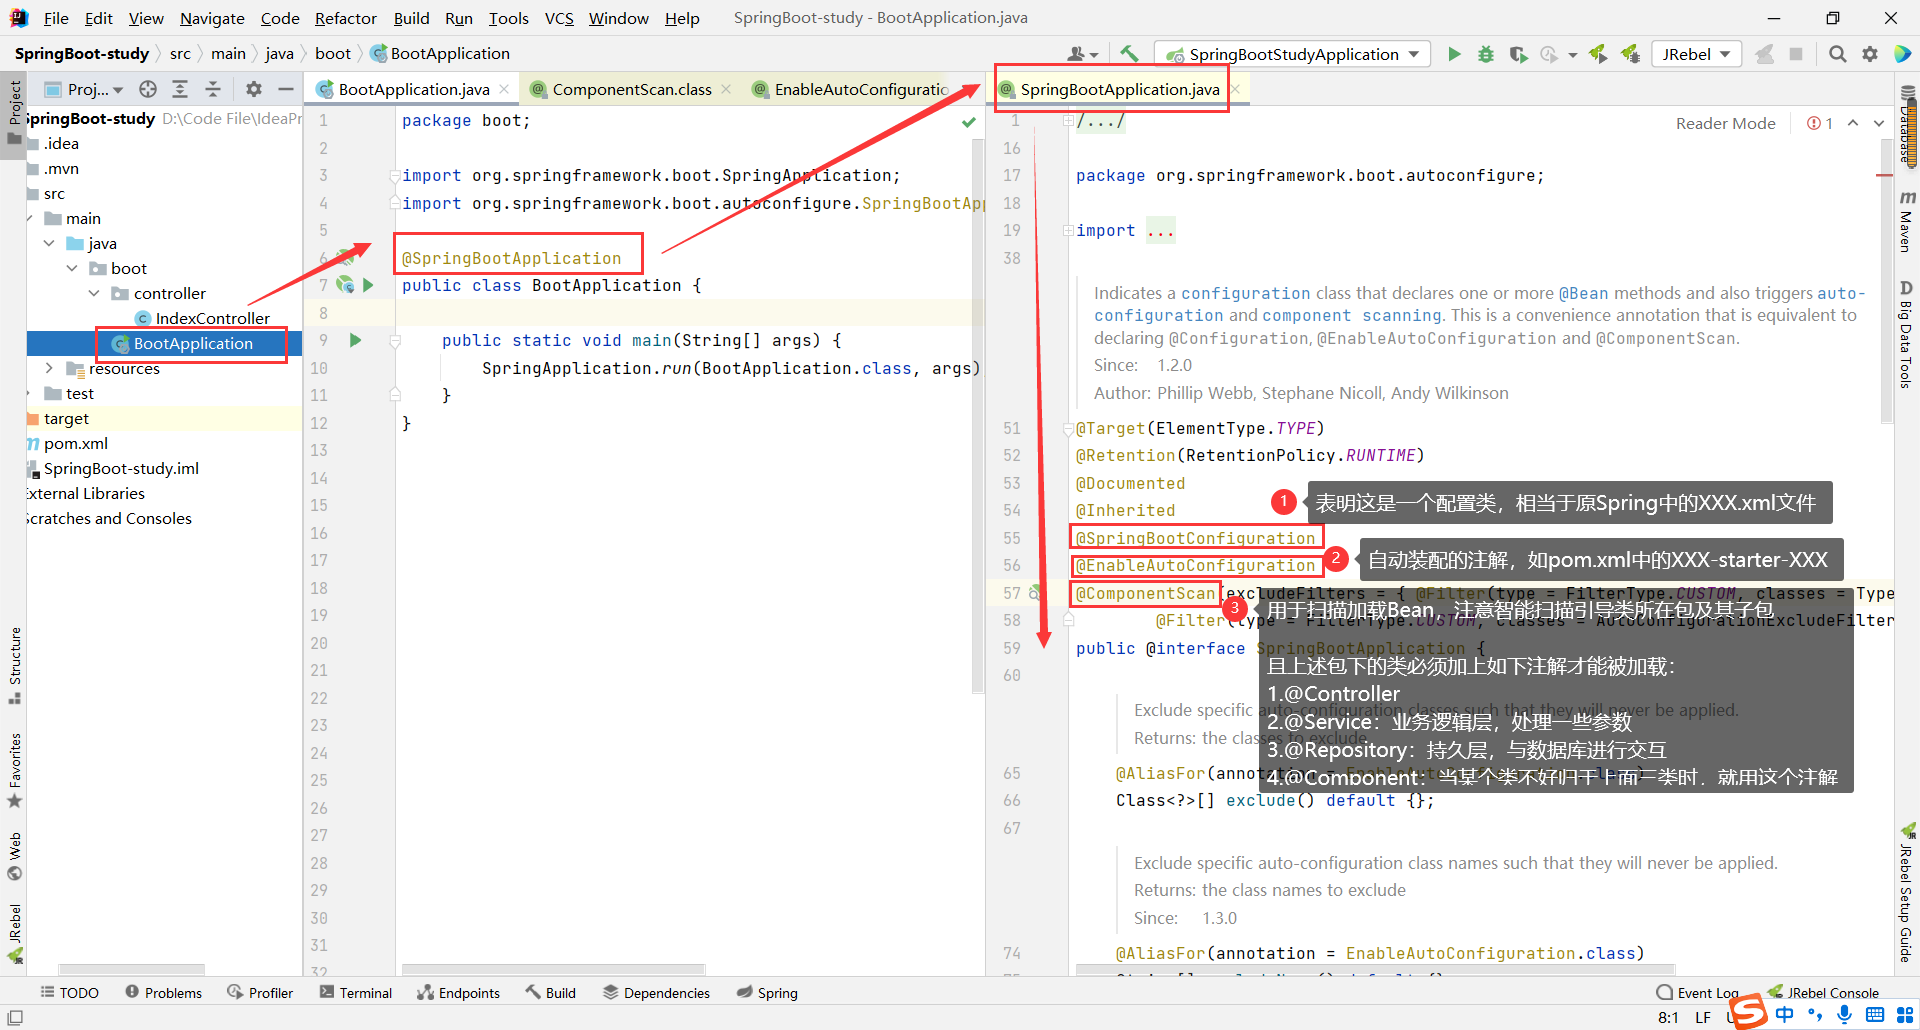 File Edit View Navigate Code Refactor Build Run Tools VCS Window Help SpringBoot-study - BootApplication.java
SpringBoot-study src main java boot BootApplication
SpringBootStudyApplication JRebel
Project
Proj...
SpringBoot-study D:\Code File\IdeaPr
.idea
.mvn
src
main
java
boot
controller
IndexController
BootApplication
resources
test
target
pom.xml
SpringBoot-study.iml
External Libraries
Scratches and Consoles
Structure
Favorites
Web
JRebel
BootApplication.java ComponentScan.class EnableAutoConfiguratio
1 package boot;
2
3 import org.springframework.boot.SpringApplication;
4 import org.springframework.boot.autoconfigure.SpringBootAp
5
6 @SpringBootApplication
7 public class BootApplication {
8
9 public static void main(String[] args) {
10 SpringApplication.run(BootApplication.class, args)
11 }
12 }
13
14
15
16
17
18
19
20
21
22
23
24
25
26
27
28
29
30
31
32
SpringBootApplication.java
Reader Mode 1
1 /.../
16
17 package org.springframework.boot.autoconfigure;
18
19 import ...
38
Indicates a configuration class that declares one or more @Bean methods and also triggers auto-
configuration and component scanning. This is a convenience annotation that is equivalent to
declaring @Configuration, @EnableAutoConfiguration and @ComponentScan.
Since: 1.2.0
Author: Phillip Webb, Stephane Nicoll, Andy Wilkinson
51 @Target(ElementType.TYPE)
52 @Retention(RetentionPolicy.RUNTIME)
53 @Documented
54 @Inherited
1 表明这是一个配置类，相当于原Spring中的XXX.xml文件
55 @SpringBootConfiguration
56 @EnableAutoConfiguration
2 自动装配的注解，如pom.xml中的XXX-starter-XXX
57 @ComponentScan(excludeFilters = { @Filter(type = FilterType.CUSTOM, classes = Type
58 @Filter(type = FilterType.CUSTOM, classes = AutoConfigurationExcludeFilter
59 public @interface SpringBootApplication {
60
3 用于扫描加载Bean，注意智能扫描引导类所在包及其子包
且上述包下的类必须加上如下注解才能被加载：
1.@Controller
2.@Service：业务逻辑层，处理一些参数
3.@Repository：持久层，与数据库进行交互
4.@Component：当某个类不好归于上面三类时，就用这个注解
Exclude specific auto-configuration classes such that they will never be applied.
Returns: the classes to exclude
65 @AliasFor(annotation = EnableAutoConfiguration.class)
66 Class<?>[] exclude() default {};
67
Exclude specific auto-configuration class names such that they will never be applied.
Returns: the class names to exclude
Since: 1.3.0
74 @AliasFor(annotation = EnableAutoConfiguration.class)
Database
Maven
Big Data Tools
JRebel Setup Guide
TODO Problems Profiler Terminal Endpoints Build Dependencies Spring Event Log JRebel Console
8:1 LF 中